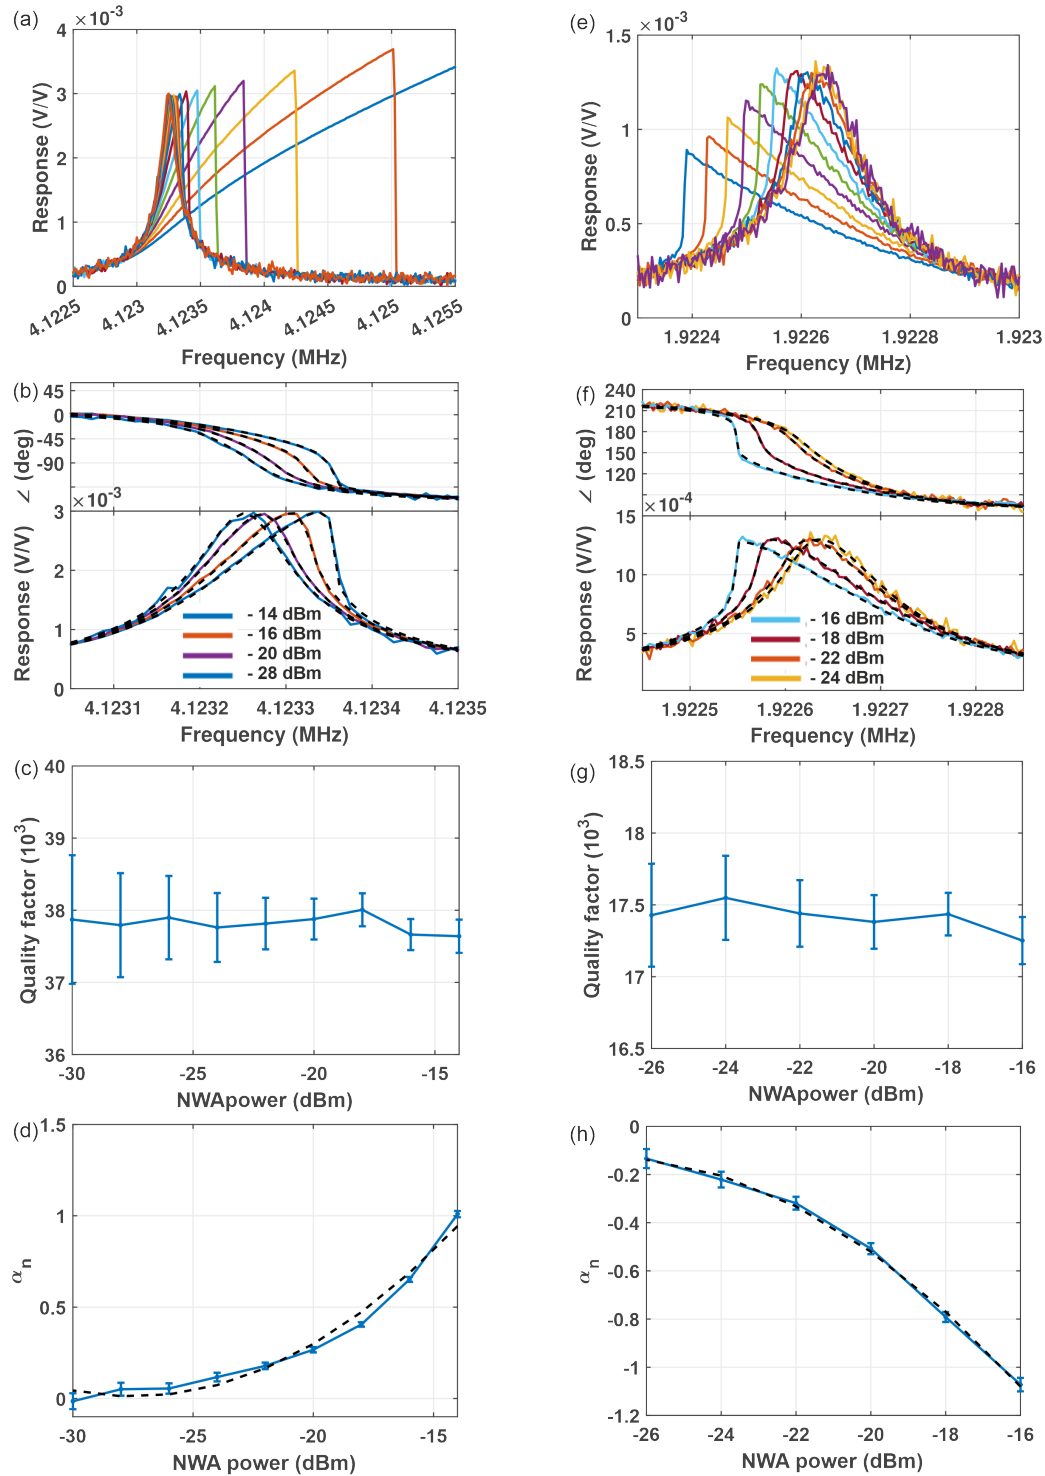 (a)
×10⁻³
4
3
2
1
0
Response (V/V)
4.1225
4.123
4.1235
4.124
4.1245
4.125
4.1255
Frequency (MHz)
(b)
45
0
-45
-90
∠ (deg)
×10⁻³
3
2
1
0
Response (V/V)
- 14 dBm
- 16 dBm
- 20 dBm
- 28 dBm
4.1231
4.1232
4.1233
4.1234
4.1235
Frequency (MHz)
(c)
40
39
38
37
36
Quality factor (10³)
-30
-25
-20
-15
NWApower (dBm)
(d)
1.5
1
0.5
0
αₙ
-30
-25
-20
-15
NWA power (dBm)
(e)
×10⁻³
1.5
1
0.5
0
Response (V/V)
1.9224
1.9226
1.9228
1.923
Frequency (MHz)
(f)
240
210
180
150
120
∠ (deg)
×10⁻⁴
15
10
5
Response (V/V)
- 16 dBm
- 18 dBm
- 22 dBm
- 24 dBm
1.9225
1.9226
1.9227
1.9228
Frequency (MHz)
(g)
18.5
18
17.5
17
16.5
Quality factor (10³)
-26
-24
-22
-20
-18
-16
NWApower (dBm)
(h)
0
-0.2
-0.4
-0.6
-0.8
-1
-1.2
αₙ
-26
-24
-22
-20
-18
-16
NWA power (dBm)